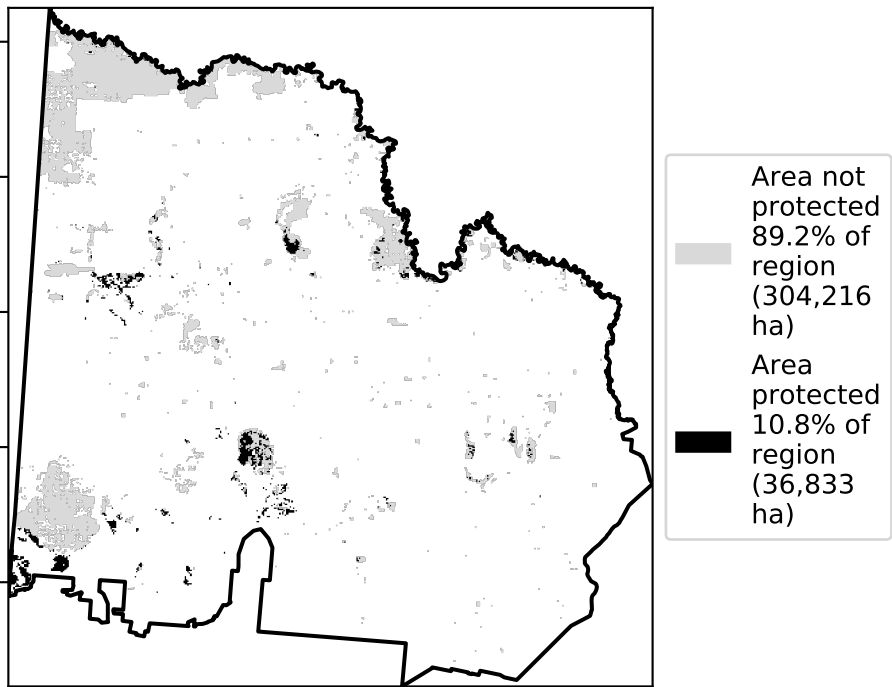 Area not
protected
89.2% of
region
(304,216
ha)
Area
protected
10.8% of
region
(36,833
ha)